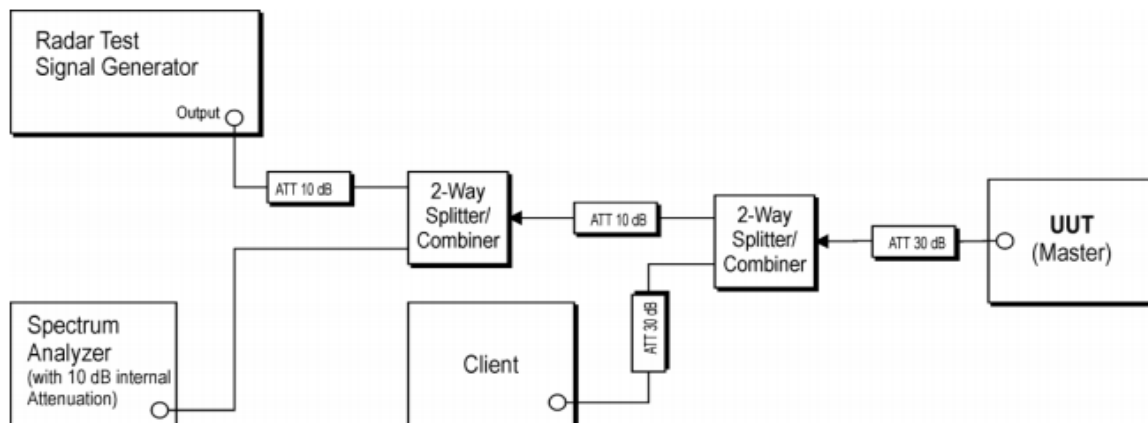 Radar Test
Signal Generator
Output
ATT 10 dB
2-Way
Splitter/
Combiner
ATT 10 dB
2-Way
Splitter/
Combiner
ATT 30 dB
UUT
(Master)
Spectrum
Analyzer
(with 10 dB internal
Attenuation)
Client
ATT 30 dB